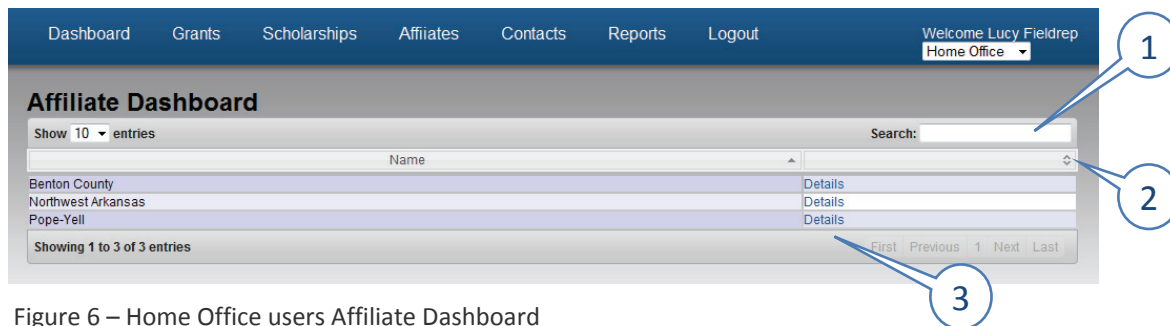 Dashboard Grants Scholarships Affiiates Contacts Reports Logout Welcome Lucy Fieldrep
Home Office
1
Affiliate Dashboard
Show 10 entries Search:
Name
2
Benton County Details
Northwest Arkansas Details
Pope-Yell Details
Showing 1 to 3 of 3 entries First Previous 1 Next Last
3
Figure 6 – Home Office users Affiliate Dashboard